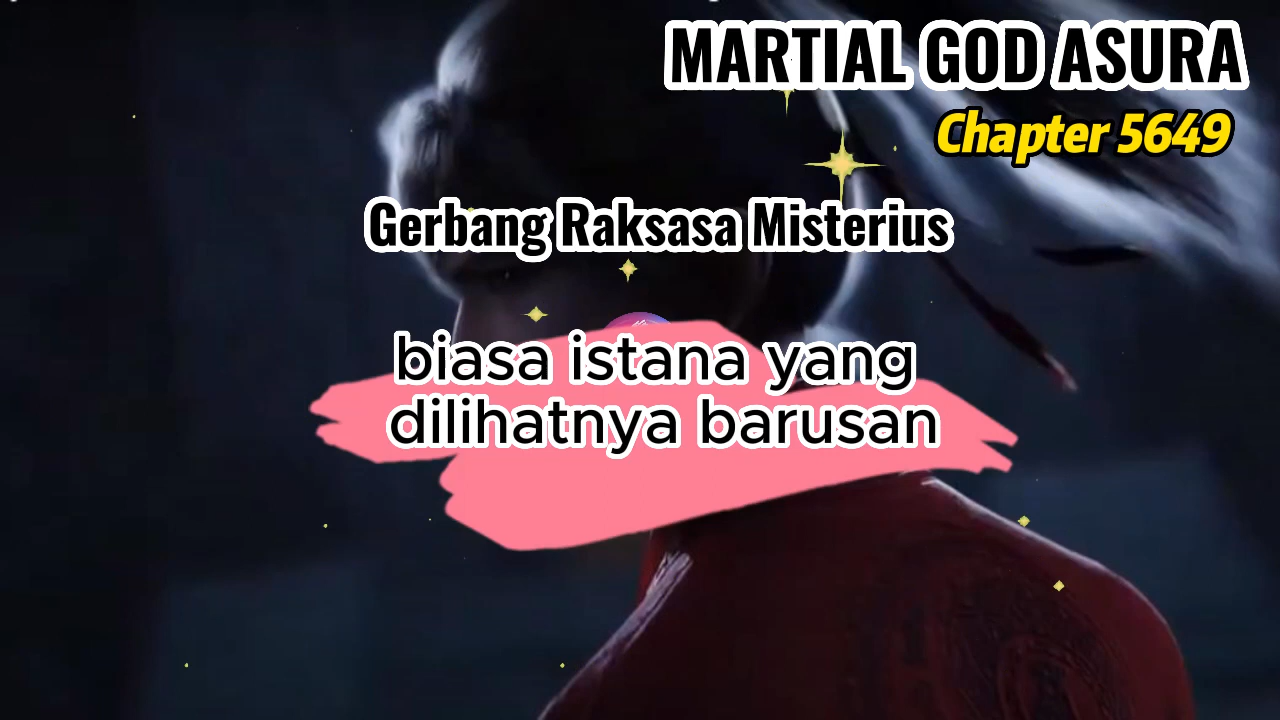 MARTIAL GOD ASURA
Chapter 5649
Gerbang Raksasa Misterius
biasa istana yang
dilihatnya barusan